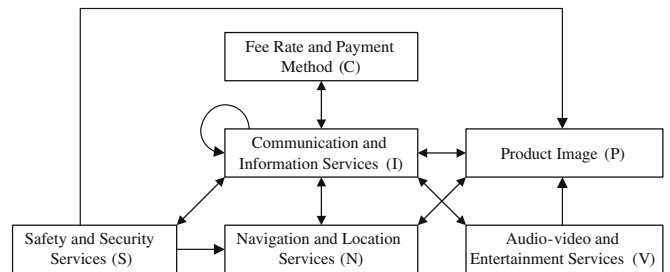 Fee Rate and Payment
Method (C)
Communication and
Information Services (I)
Product Image (P)
Safety and Security
Services (S)
Navigation and Location
Services (N)
Audio-video and
Entertainment Services (V)